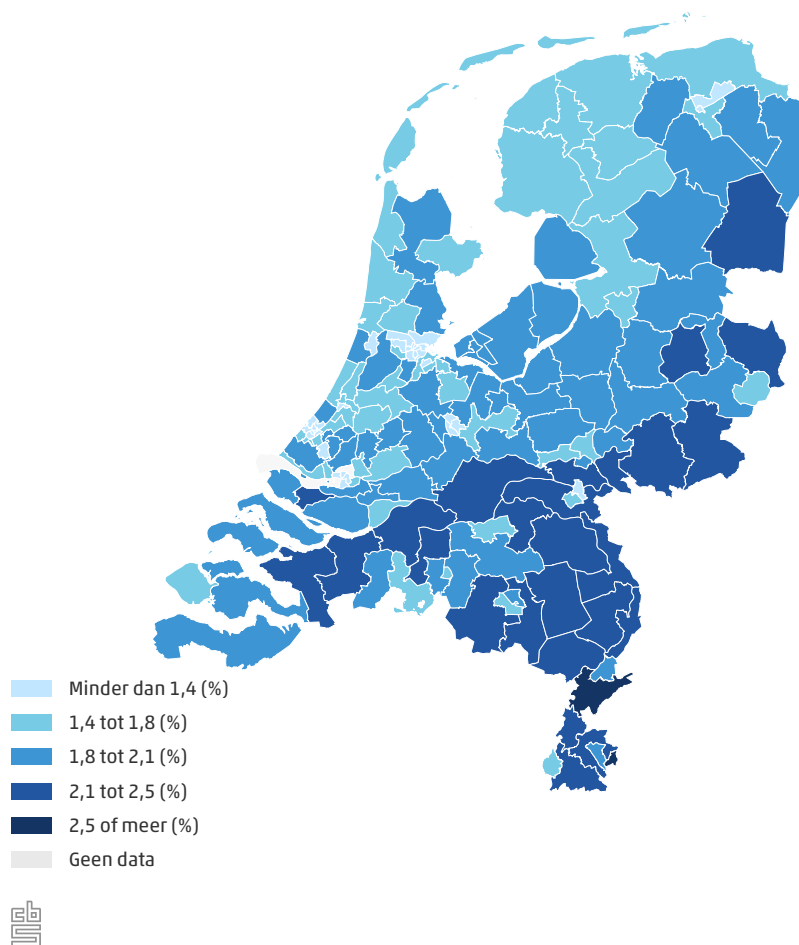 Minder dan 1,4 (%)
1,4 tot 1,8 (%)
1,8 tot 2,1 (%)
2,1 tot 2,5 (%)
2,5 of meer (%)
Geen data
cbs